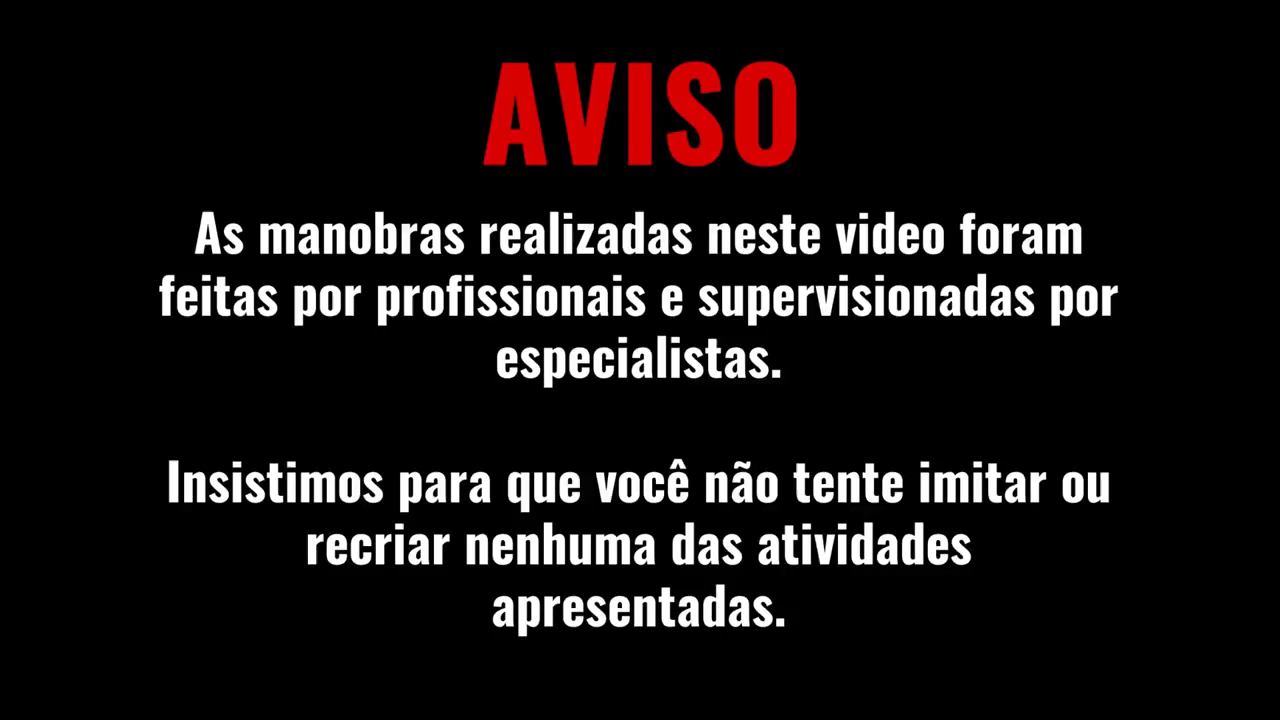 AVISO
As manobras realizadas neste video foram
feitas por profissionais e supervisionadas por
especialistas.
Insistimos para que você não tente imitar ou
recriar nenhuma das atividades
apresentadas.